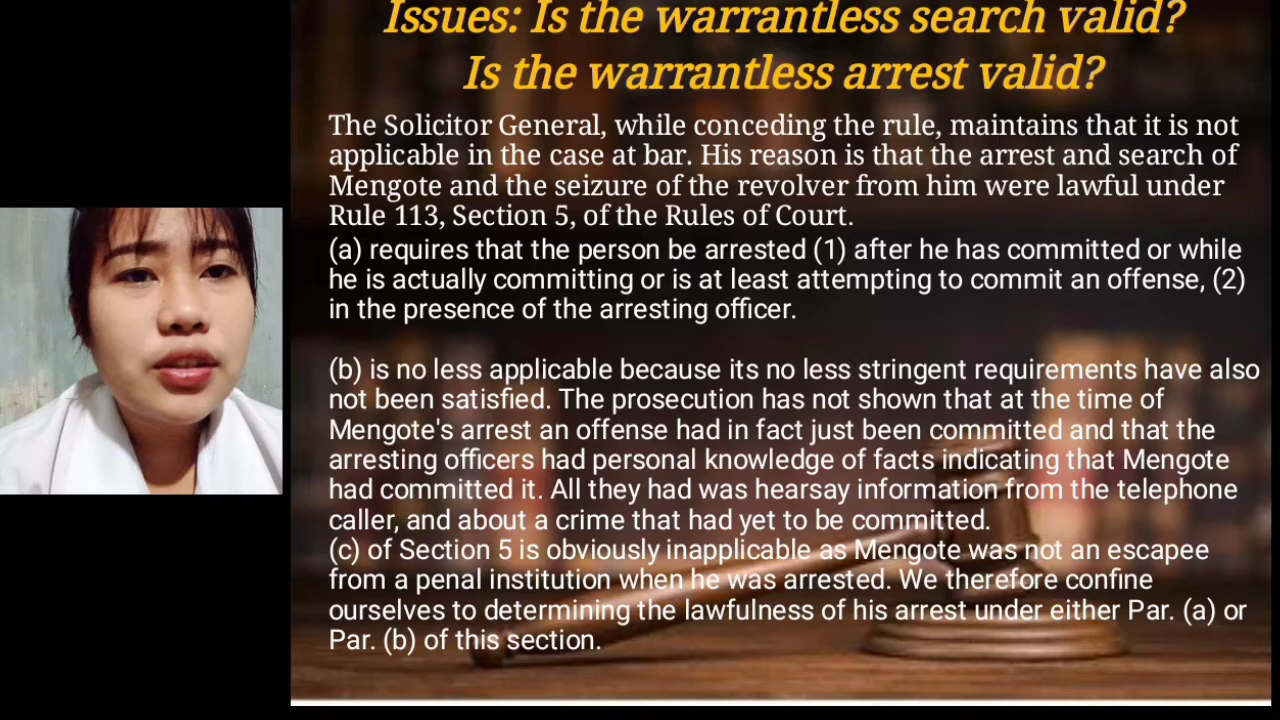 Issues: Is the warrantless search valid?
Is the warrantless arrest valid?
The Solicitor General, while conceding the rule, maintains that it is not
applicable in the case at bar. His reason is that the arrest and search of
Mengote and the seizure of the revolver from him were lawful under
Rule 113, Section 5, of the Rules of Court.
(a) requires that the person be arrested (1) after he has committed or while
he is actually committing or is at least attempting to commit an offense, (2)
in the presence of the arresting officer.
(b) is no less applicable because its no less stringent requirements have also
not been satisfied. The prosecution has not shown that at the time of
Mengote's arrest an offense had in fact just been committed and that the
arresting officers had personal knowledge of facts indicating that Mengote
had committed it. All they had was hearsay information from the telephone
caller, and about a crime that had yet to be committed.
(c) of Section 5 is obviously inapplicable as Mengote was not an escapee
from a penal institution when he was arrested. We therefore confine
ourselves to determining the lawfulness of his arrest under either Par. (a) or
Par. (b) of this section.